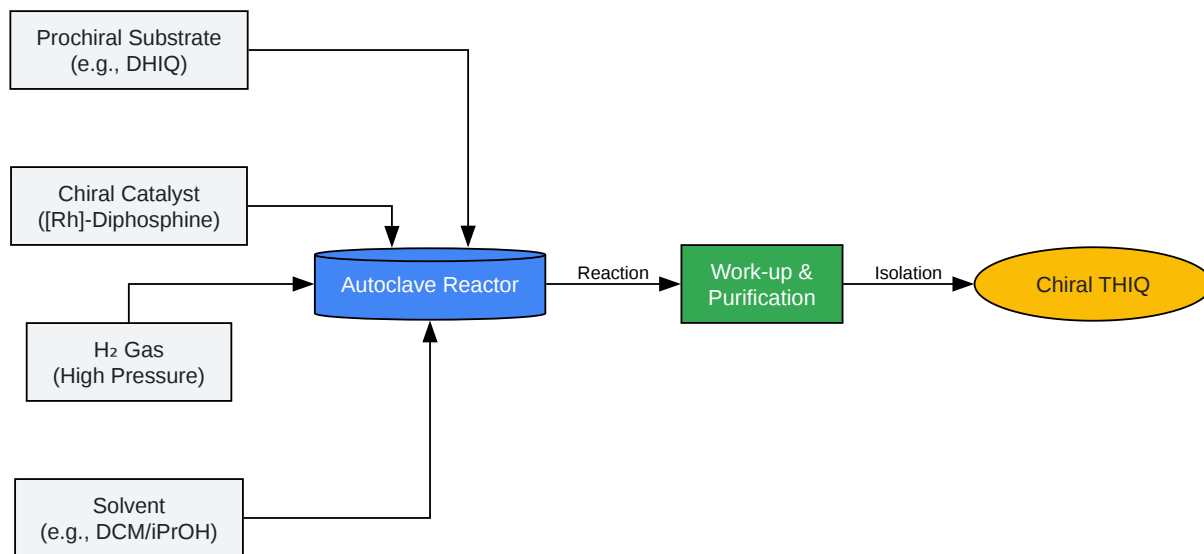 Prochiral Substrate
(e.g., DHIQ)
Chiral Catalyst
([Rh]-Diphosphine)
H₂ Gas
(High Pressure)
Solvent
(e.g., DCM/iPrOH)
Autoclave Reactor
Reaction
Work-up &
Purification
Isolation
Chiral THIQ